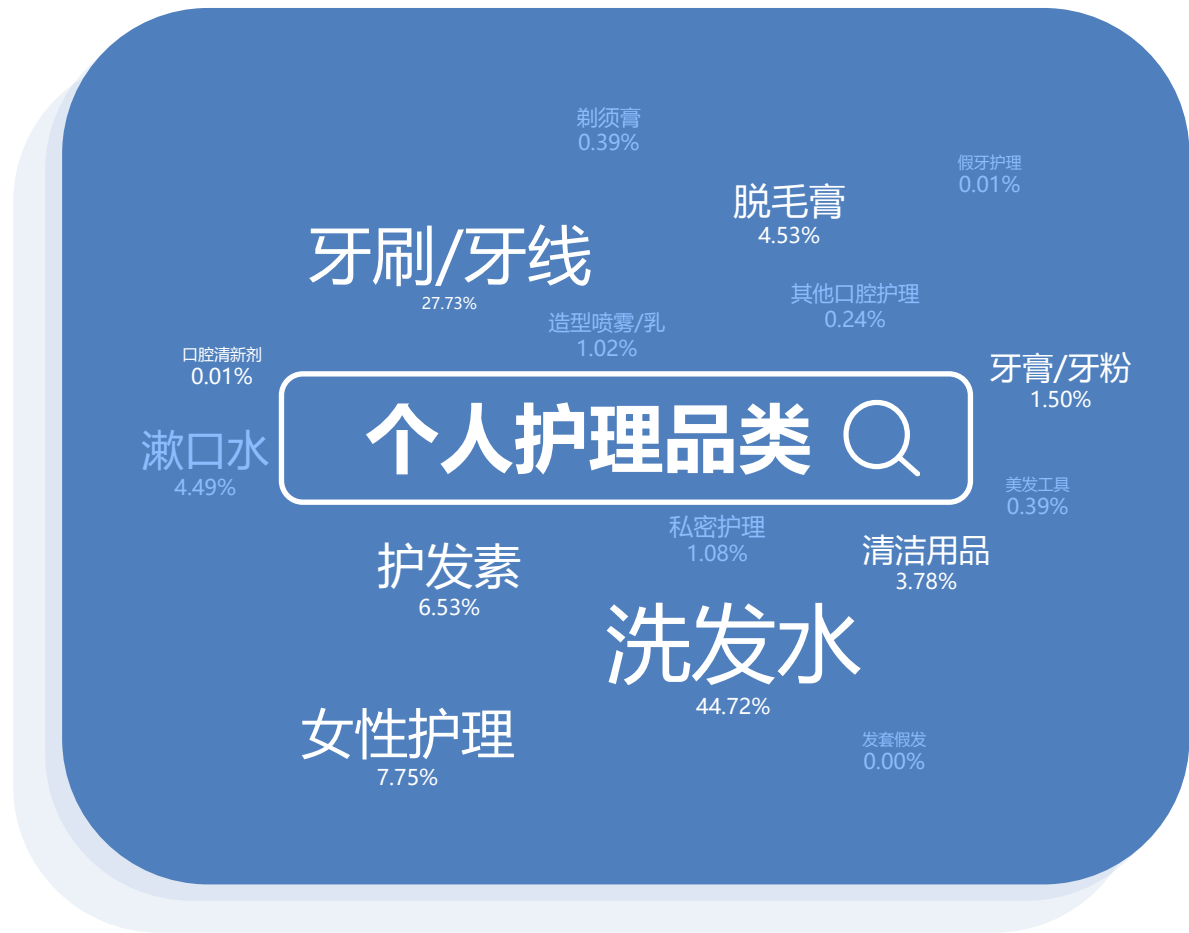 剃须膏
0.39%
假牙护理
0.01%
脱毛膏
4.53%
牙刷/牙线
27.73%
其他口腔护理
0.24%
造型喷雾/乳
1.02%
口腔清新剂
0.01%
牙膏/牙粉
1.50%
个人护理品类
漱口水
4.49%
美发工具
0.39%
私密护理
1.08%
清洁用品
3.78%
护发素
6.53%
洗发水
44.72%
女性护理
7.75%
发套假发
0.00%